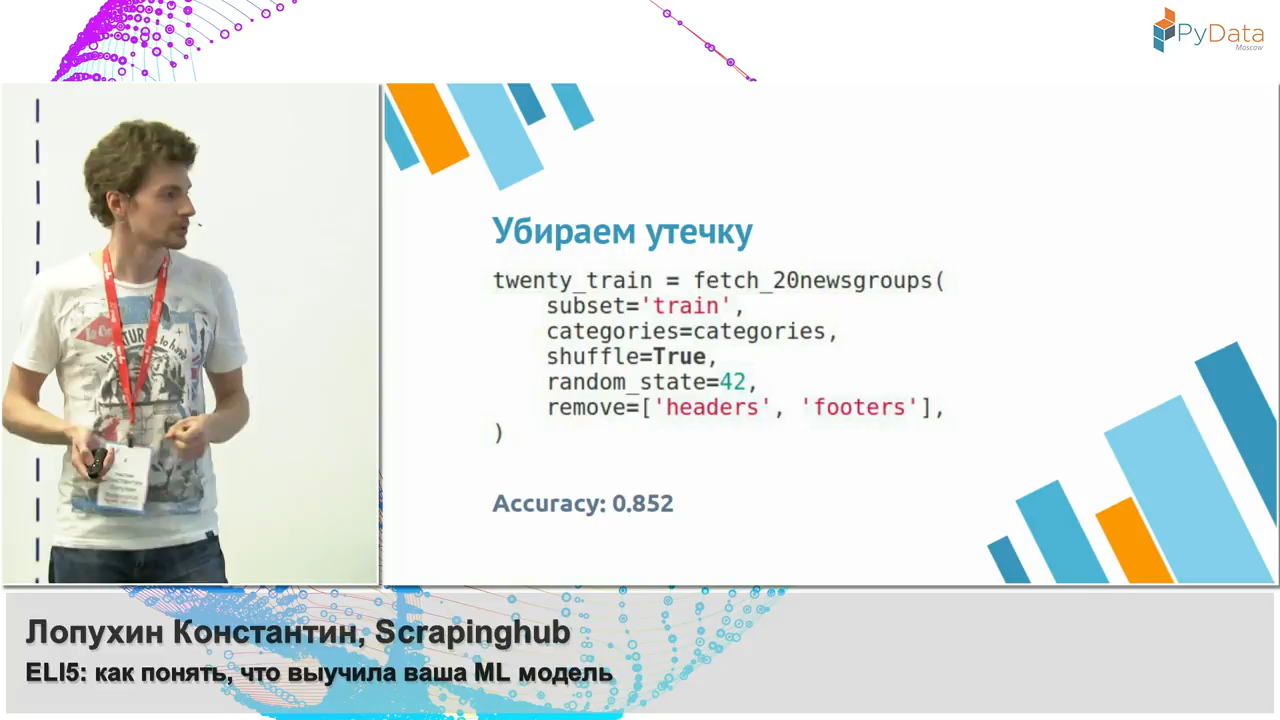 PyData
Moscow
Убираем утечку
twenty_train = fetch_20newsgroups(
subset='train',
categories=categories,
shuffle=True,
random_state=42,
remove=['headers', 'footers'],
)
Accuracy: 0.852
Лопухин Константин, Scrapinghub
ELI5: как понять, что выучила ваша ML модель